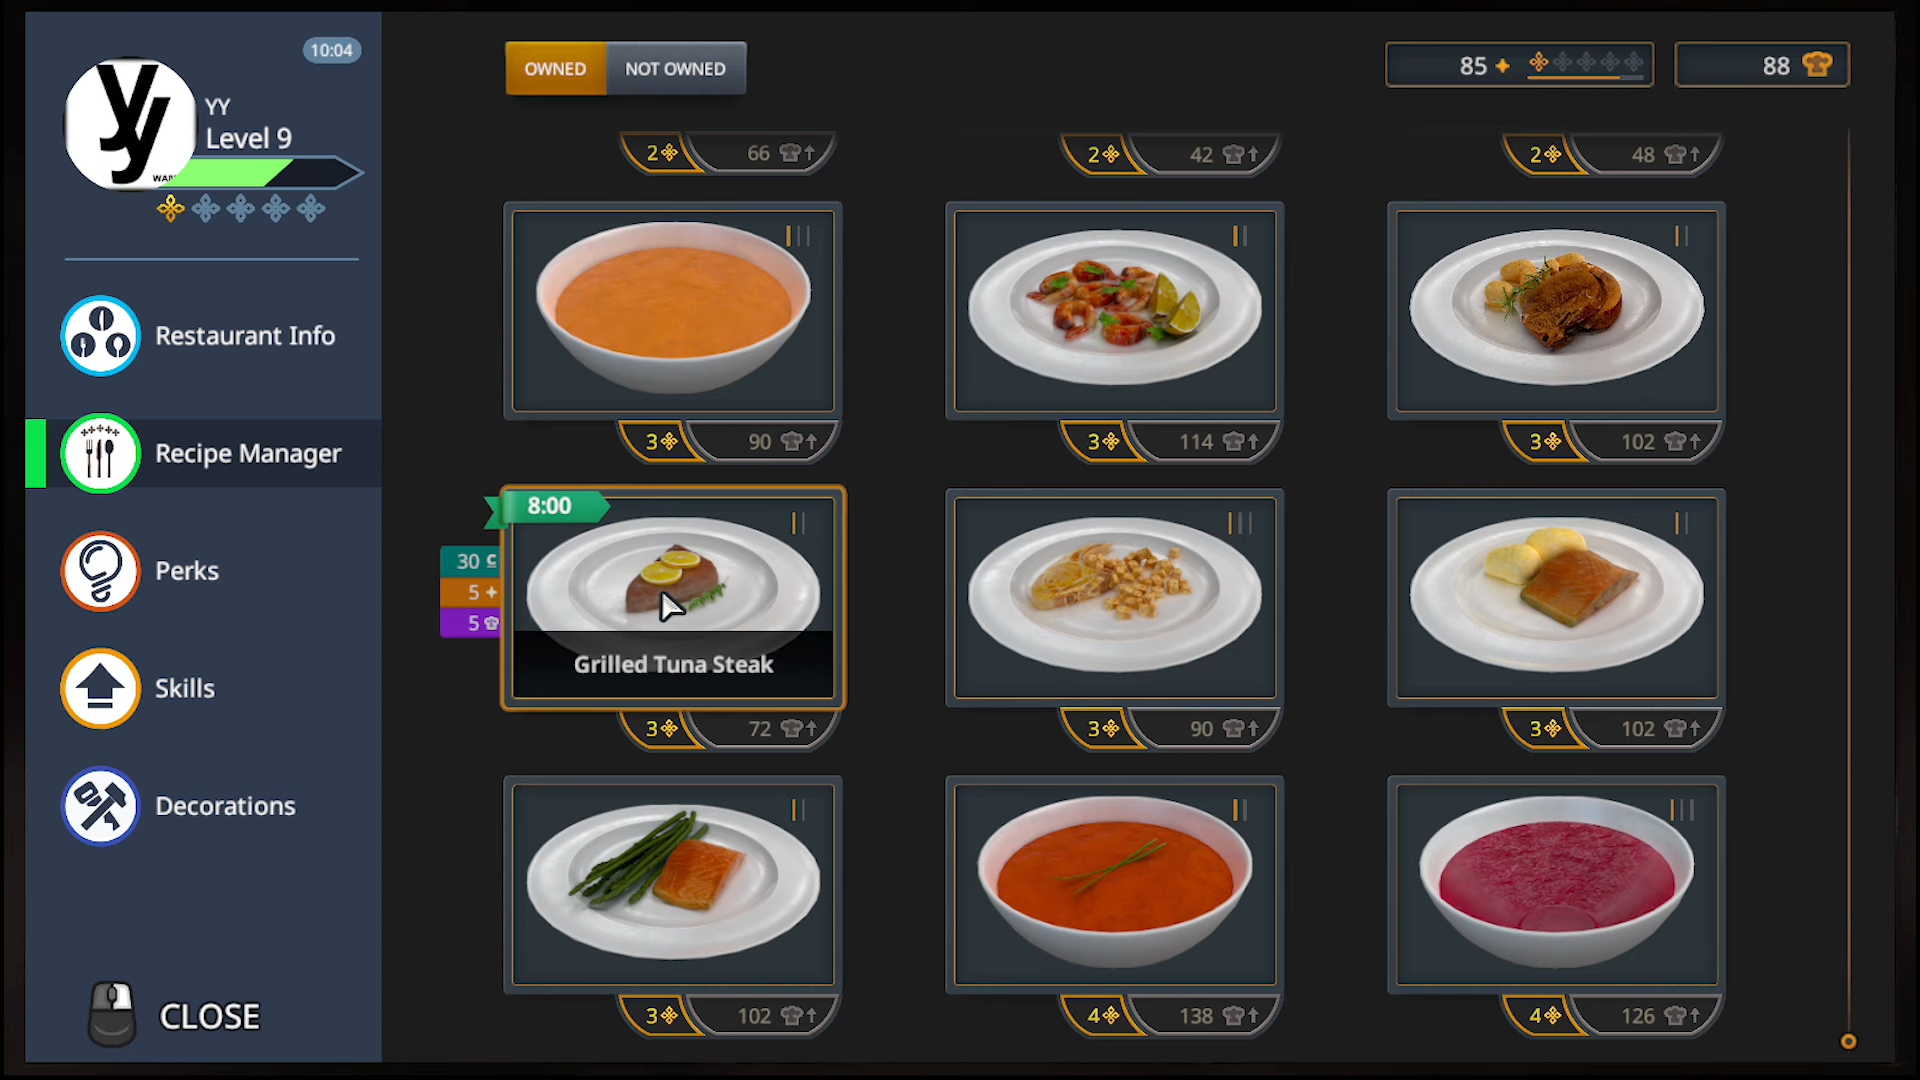 10:04
yy
WAR
YY
Level 9
Restaurant Info
Recipe Manager
Perks
Skills
Decorations
CLOSE
OWNED
NOT OWNED
85
88
2
66
2
42
2
48
3
90
3
114
3
102
8:00
30
5
5
Grilled Tuna Steak
3
72
3
90
3
102
3
102
4
138
4
126